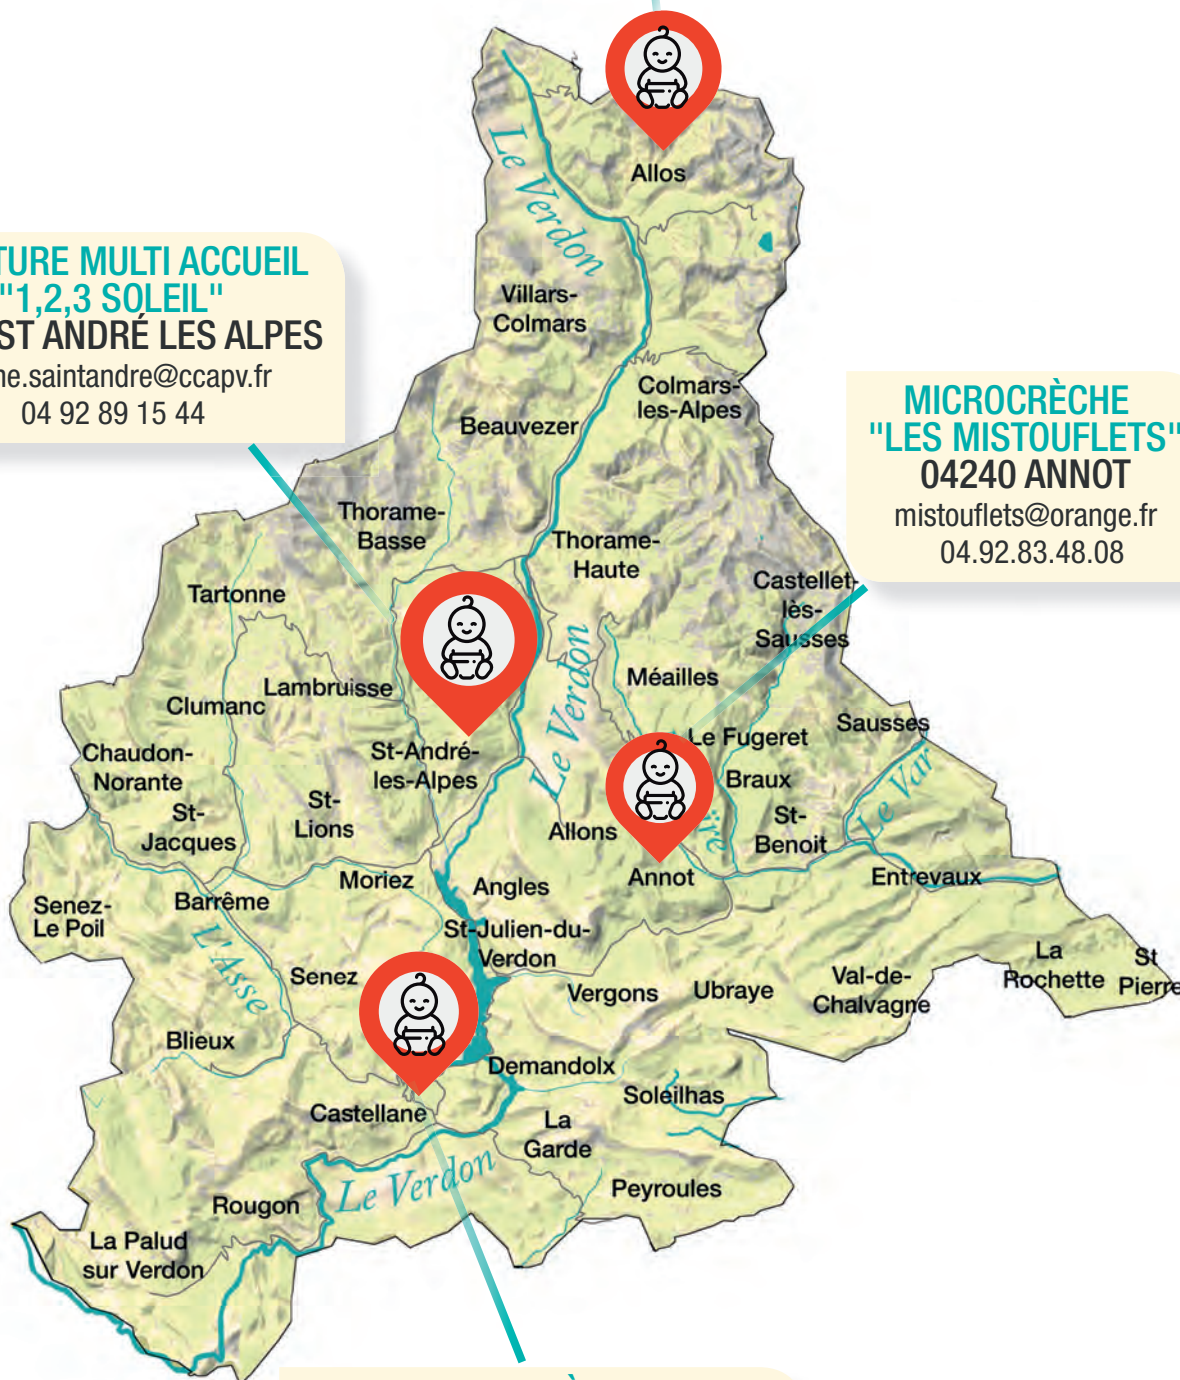 Allos
Le Verdon
TURE MULTI ACCUEIL
"1,2,3 SOLEIL"
ST ANDRÉ LES ALPES
ne.saintandre@ccapv.fr
04 92 89 15 44
Villars-
Colmars
Colmars-
les-Alpes
Beauvezer
MICROCRÈCHE
"LES MISTOUFLETS"
04240 ANNOT
mistouflets@orange.fr
04.92.83.48.08
Thorame-
Basse
Thorame-
Haute
Castellet-
lès-
Sausses
Tartonne
Le Verdon
Méailles
Lambruisse
Clumanc
Sausses
Le Fugeret
Chaudon-
Norante
St-André-
les-Alpes
Braux
Le Var
St-
Lions
St-
Jacques
Allons
ïre
St-
Benoit
Moriez
Angles
Annot
Entrevaux
Barrême
Senez-
Le Poil
St-Julien-du-
Verdon
L'Asse
Senez
Vergons
Ubraye
Val-de-
Chalvagne
La
Rochette
St
Pierre
Blieux
Demandolx
Soleilhas
Castellane
La
Garde
Le Verdon
Peyroules
Rougon
La Palud
sur Verdon